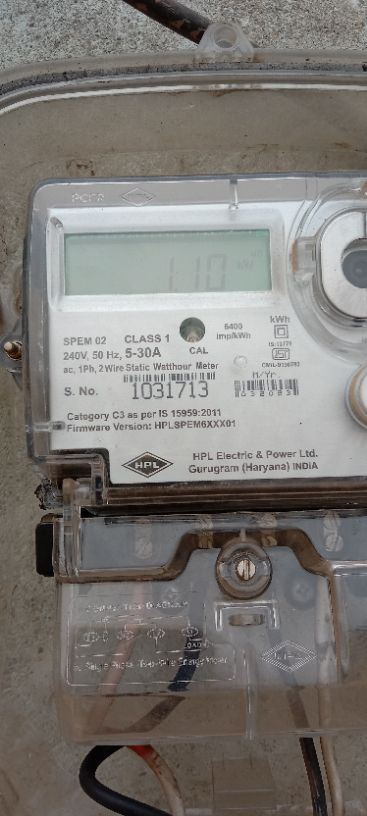 1.10
SPEM 02 CLASS 1
240V, 50 Hz, 5-30A
CAL
6400
imp/kWh
kWh
ac, 1Ph, 2 Wire Static Watthour Meter
M/Yr
S. No. 1031713
Category C3 as per IS 15959:2011
Firmware Version: HPLSPEM6XXX01
HPL
HPL Electric & Power Ltd.
Gurugram (Haryana) INDIA
HPL